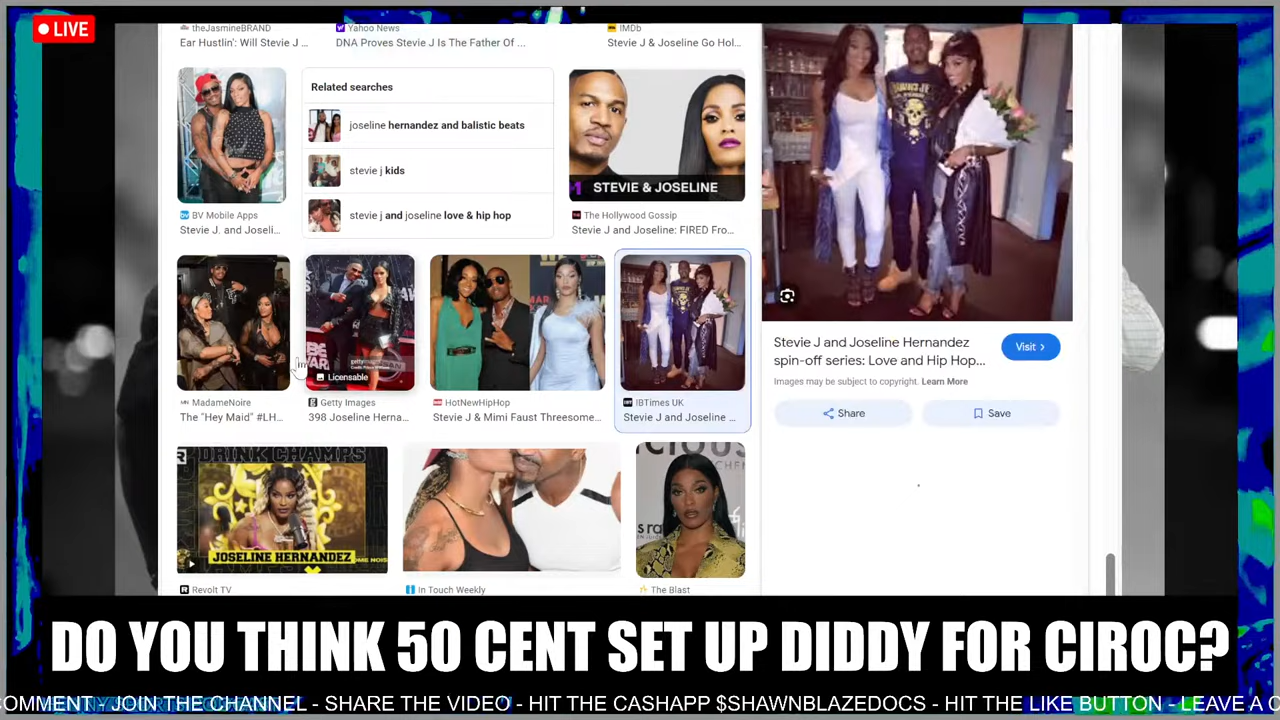 LIVE
theJasmineBRAND
Ear Hustlin': Will Stevie J ...
Yahoo News
DNA Proves Stevie J Is The Father Of ...
IMDb
Stevie J & Joseline Go Hol...
Related searches
joseline hernandez and balistic beats
stevie j kids
stevie j and joseline love & hip hop
STEVIE & JOSELINE
BV Mobile Apps
Stevie J. and Joseli...
The Hollywood Gossip
Stevie J and Joseline: FIRED Fro...
Licensable
MadameNoire
The "Hey Maid" #LH...
Getty Images
398 Joseline Herna...
HotNewHipHop
Stevie J & Mimi Faust Threesome...
IBTimes UK
Stevie J and Joseline ...
Stevie J and Joseline Hernandez
spin-off series: Love and Hip Hop...
Visit
Images may be subject to copyright. Learn More
Share
Save
DRINK CHAMPS
JOSELINE HERNANDEZ
Revolt TV
In Touch Weekly
The Blast
DO YOU THINK 50 CENT SET UP DIDDY FOR CIROC?
COMMENT - JOIN THE CHANNEL - SHARE THE VIDEO - HIT THE CASHAPP $SHAWNBLAZEDOCS - HIT THE LIKE BUTTON - LEAVE A C